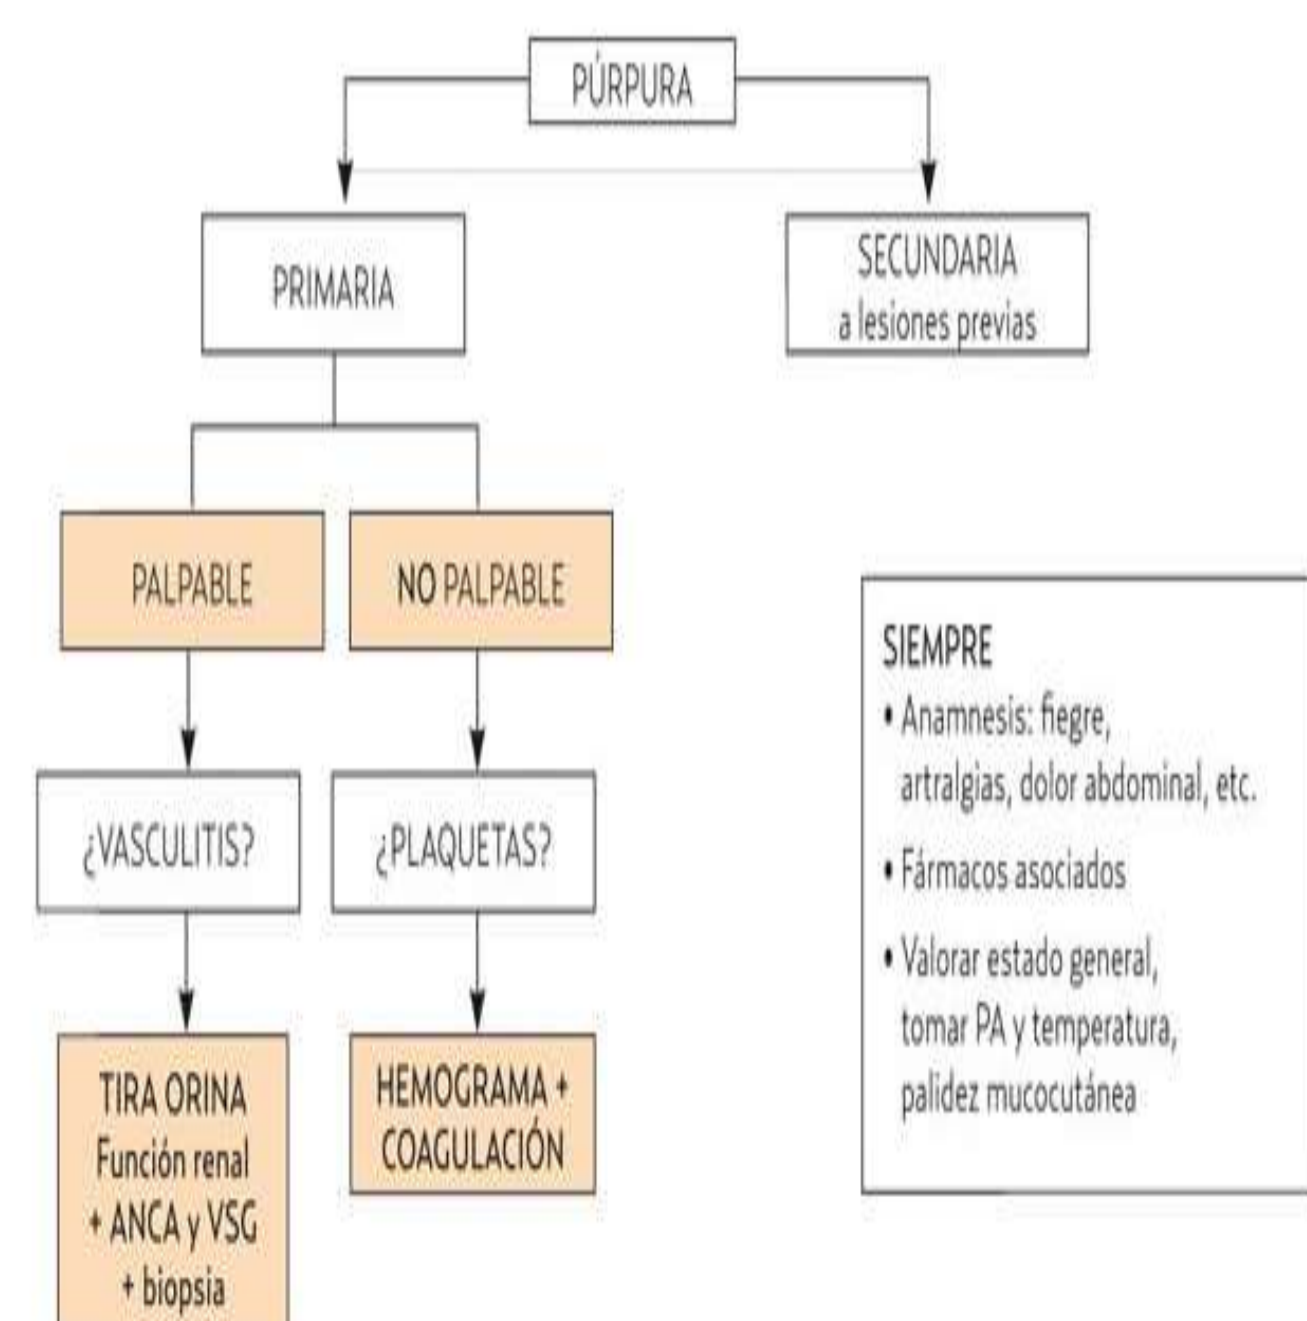 PÚRPURA
PRIMARIA
SECUNDARIA
a lesiones previas
PALPABLE
NO PALPABLE
¿VASCULITIS?
¿PLAQUETAS?
TIRA ORINA
Función renal
+ ANCA y VSG
+ biopsia
HEMOGRAMA +
COAGULACIÓN
SIEMPRE
• Anamnesis: fiegre,
artralgias, dolor abdominal, etc.
• Fármacos asociados
• Valorar estado general,
tomar PA y temperatura,
palidez mucocutánea